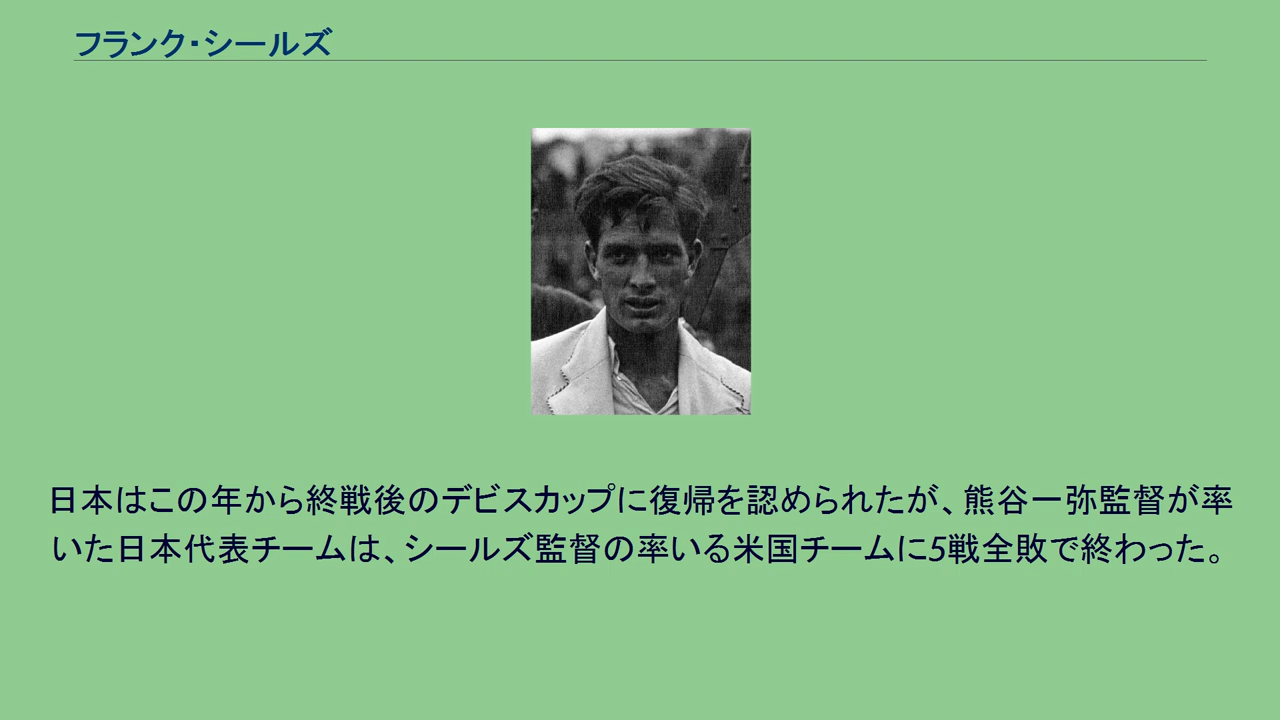 フランク・シールズ
日本はこの年から終戦後のデビスカップに復帰を認められたが、熊谷一弥監督が率
いた日本代表チームは、シールズ監督の率いる米国チームに5戦全敗で終わった。